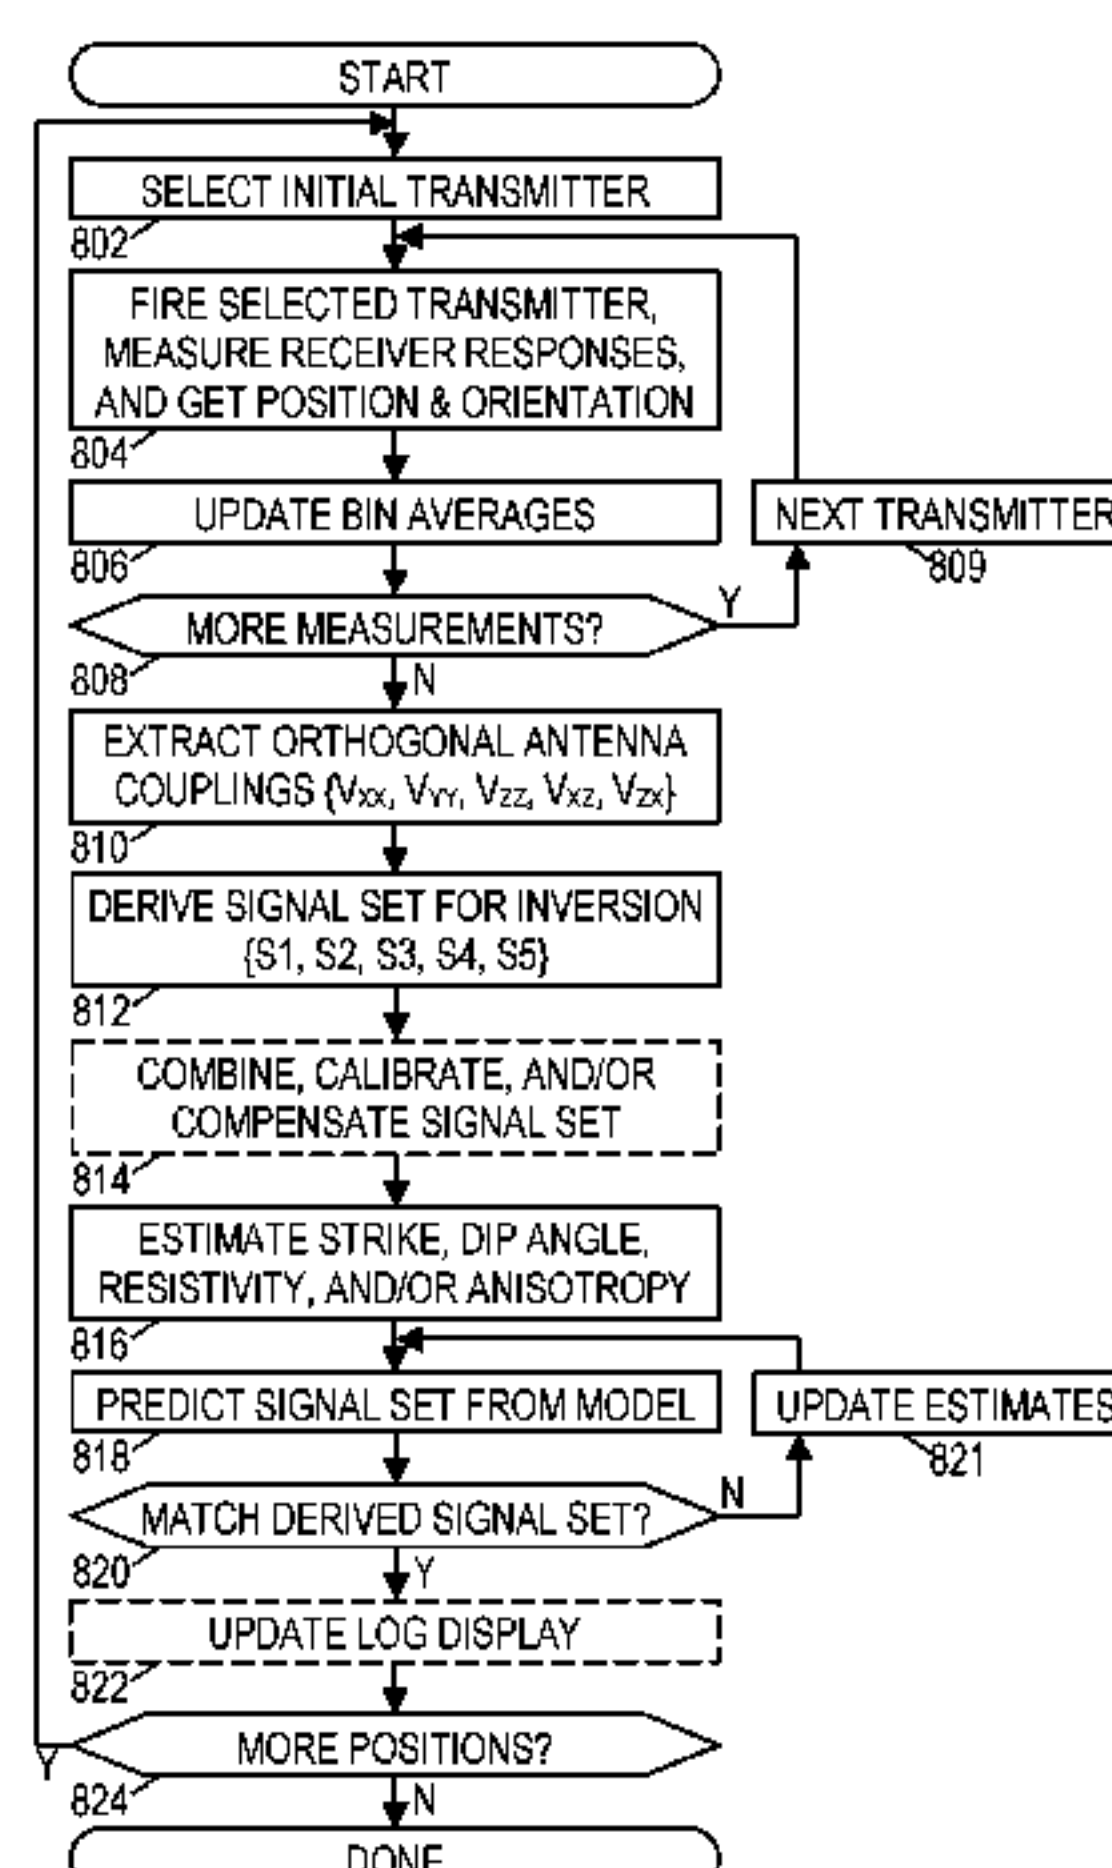 START
SELECT INITIAL TRANSMITTER
802
FIRE SELECTED TRANSMITTER,
MEASURE RECEIVER RESPONSES,
AND GET POSITION & ORIENTATION
804
UPDATE BIN AVERAGES
NEXT TRANSMITTER
806
809
MORE MEASUREMENTS?
Y
808
N
EXTRACT ORTHOGONAL ANTENNA
COUPLINGS {VXX, VYY, VZZ, VXZ, VZX}
810
DERIVE SIGNAL SET FOR INVERSION
{S1, S2, S3, S4, S5}
812
COMBINE, CALIBRATE, AND/OR
COMPENSATE SIGNAL SET
814
ESTIMATE STRIKE, DIP ANGLE,
RESISTIVITY, AND/OR ANISOTROPY
816
PREDICT SIGNAL SET FROM MODEL
UPDATE ESTIMATES
818
821
MATCH DERIVED SIGNAL SET?
N
820
Y
UPDATE LOG DISPLAY
822
MORE POSITIONS?
Y
824
N
DONE